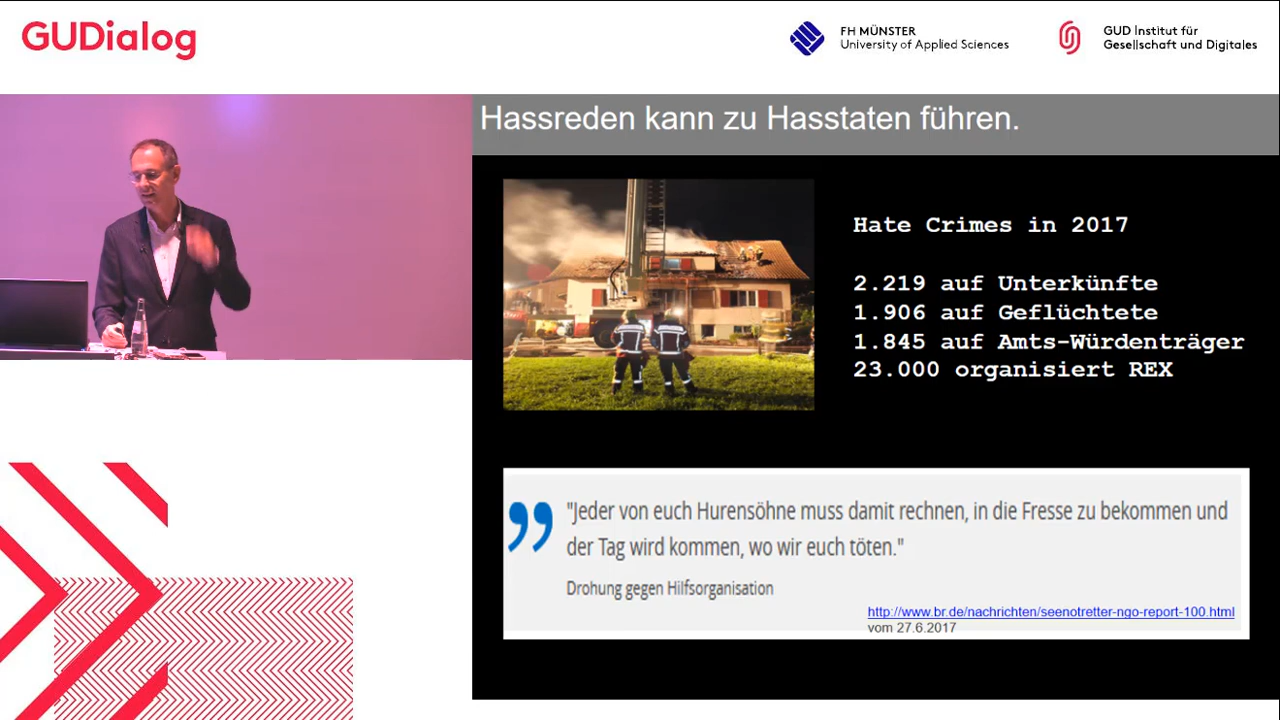 GUDialog
FH MÜNSTER
University of Applied Sciences
GUD Institut für
Gesellschaft und Digitales
Hassreden kann zu Hasstaten führen.
Hate Crimes in 2017
2.219 auf Unterkünfte
1.906 auf Geflüchtete
1.845 auf Amts-Würdenträger
23.000 organisiert REX
"Jeder von euch Hurensöhne muss damit rechnen, in die Fresse zu bekommen und
der Tag wird kommen, wo wir euch töten."
Drohung gegen Hilfsorganisation
http://www.br.de/nachrichten/seenotretter-ngo-report-100.html
vom 27.6.2017